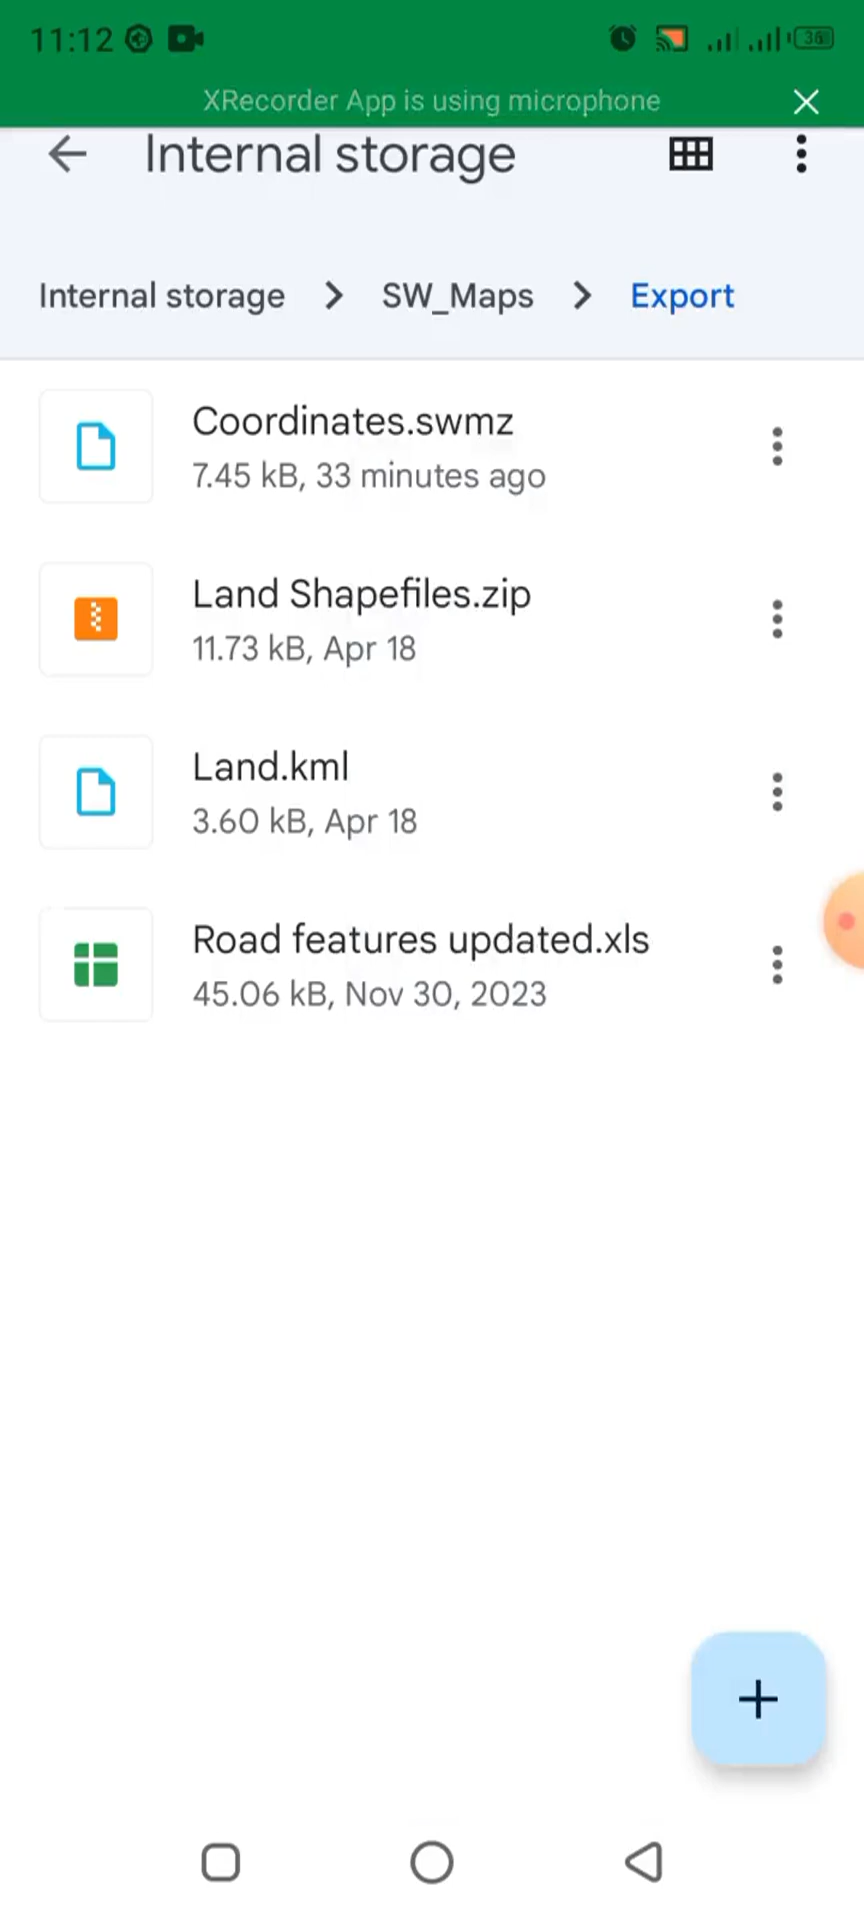 11:12
36
XRecorder App is using microphone
Internal storage
Internal storage > SW_Maps > Export
Coordinates.swmz
7.45 kB, 33 minutes ago
Land Shapefiles.zip
11.73 kB, Apr 18
Land.kml
3.60 kB, Apr 18
Road features updated.xls
45.06 kB, Nov 30, 2023